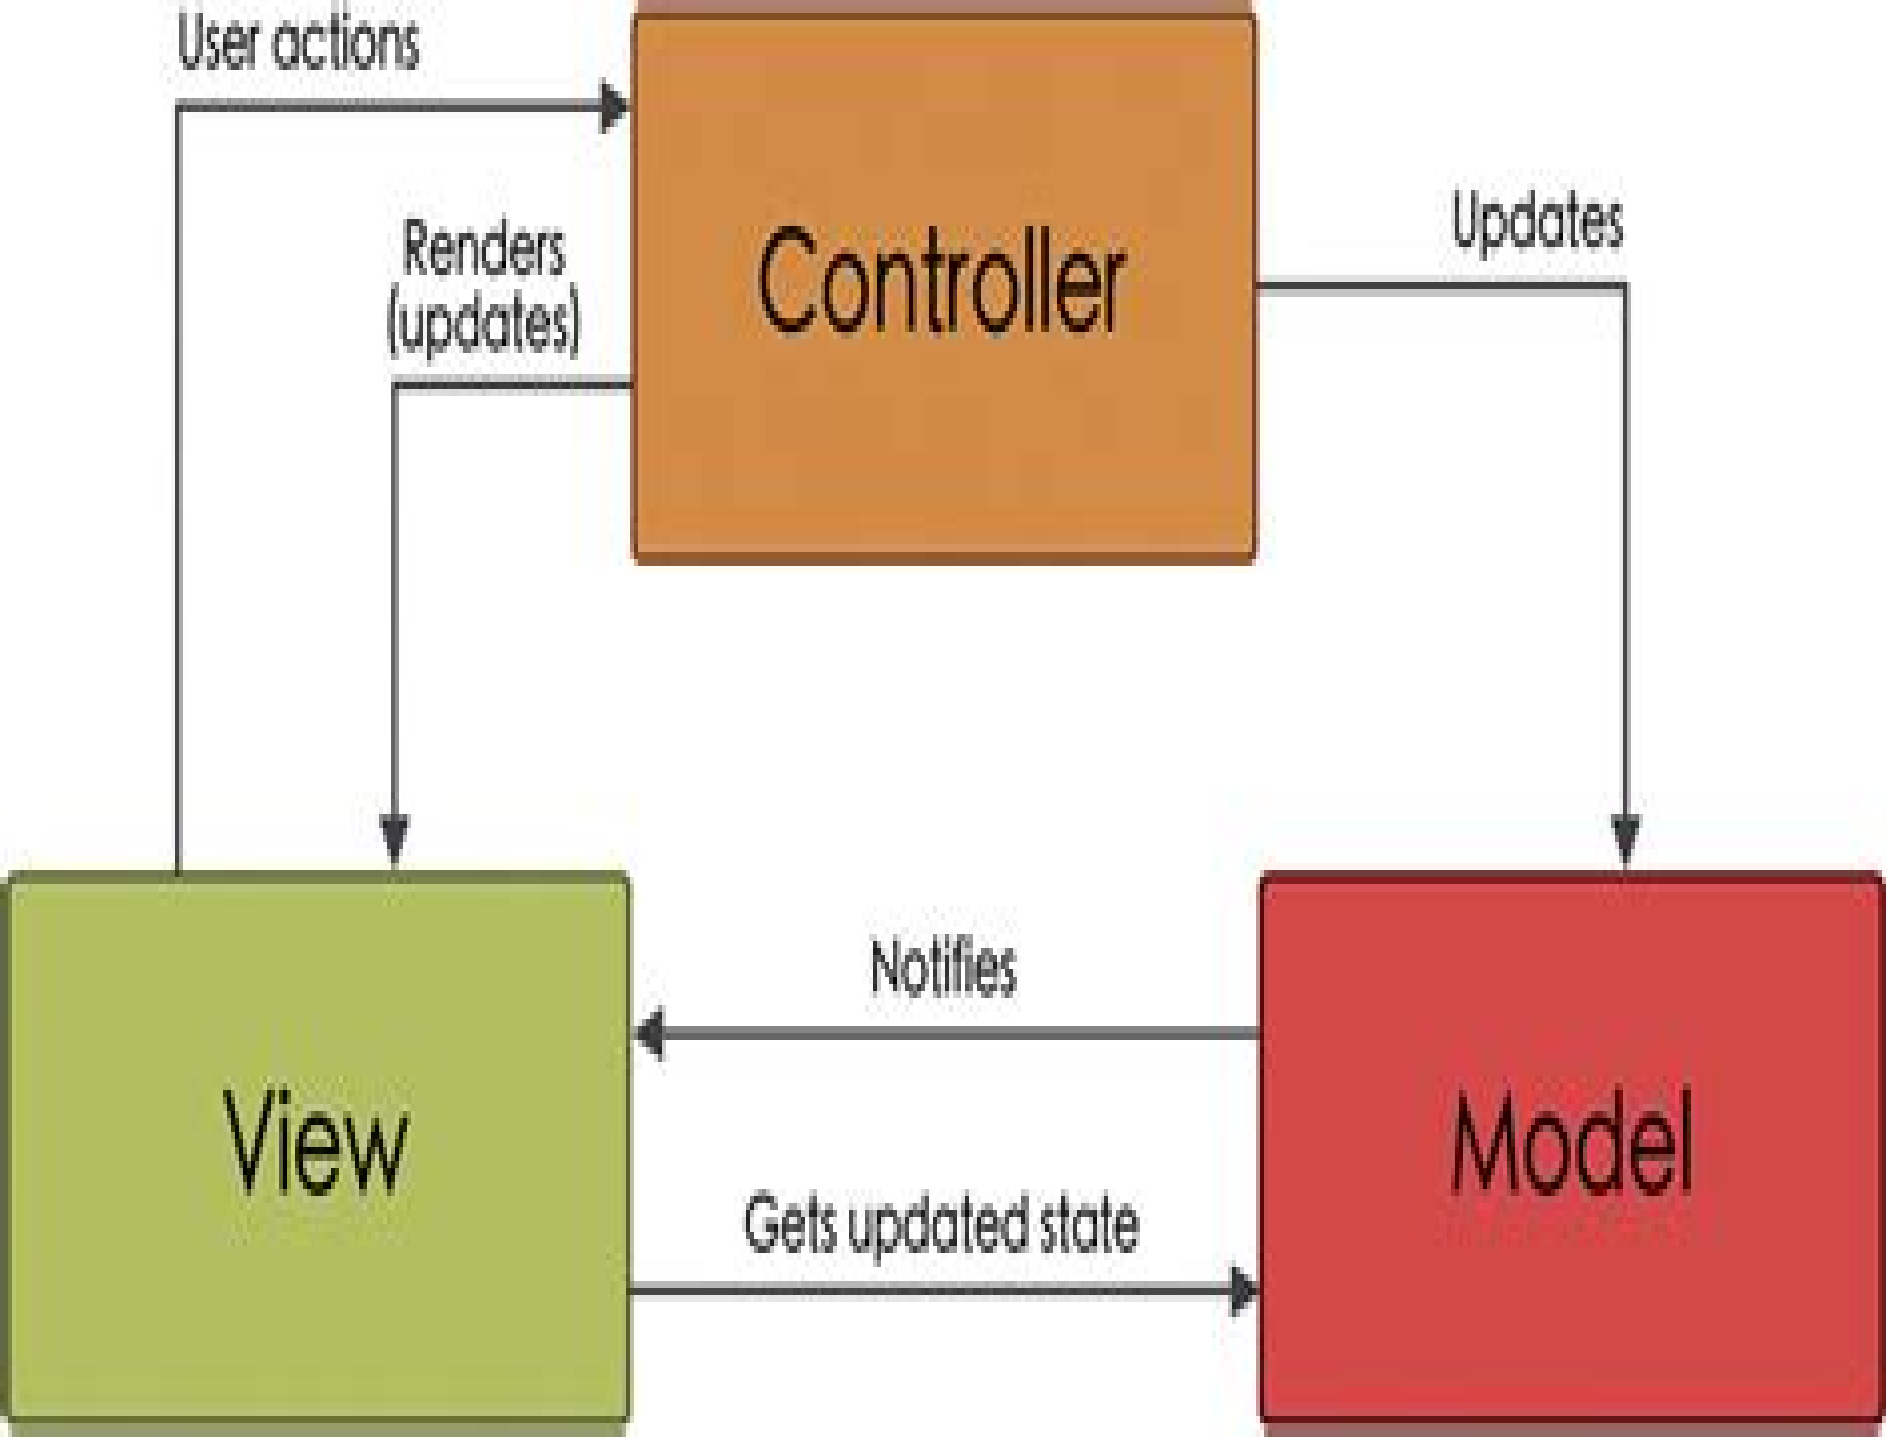 User actions
Renders
(updates)
Controller
Updates
Notifies
View
Model
Gets updated state